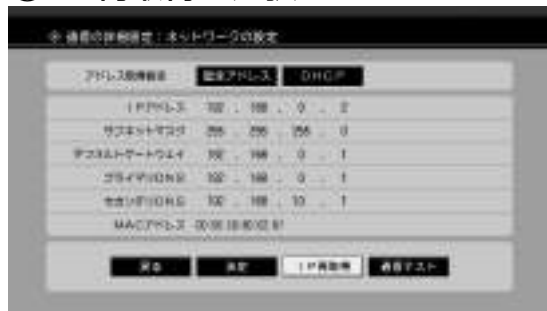 通信の詳細設定:ネットワークの設定
アドレス取得方法 固定アドレス DHCP
IPアドレス 192 . 168 . 0 . 2
サブネットマスク 255 . 255 . 255 . 0
デフォルトゲートウェイ 192 . 168 . 0 . 1
プライマリDNS 192 . 168 . 0 . 1
セカンダリDNS 192 . 168 . 10 . 1
MACアドレス
戻る 決定 IP再取得 通信テスト